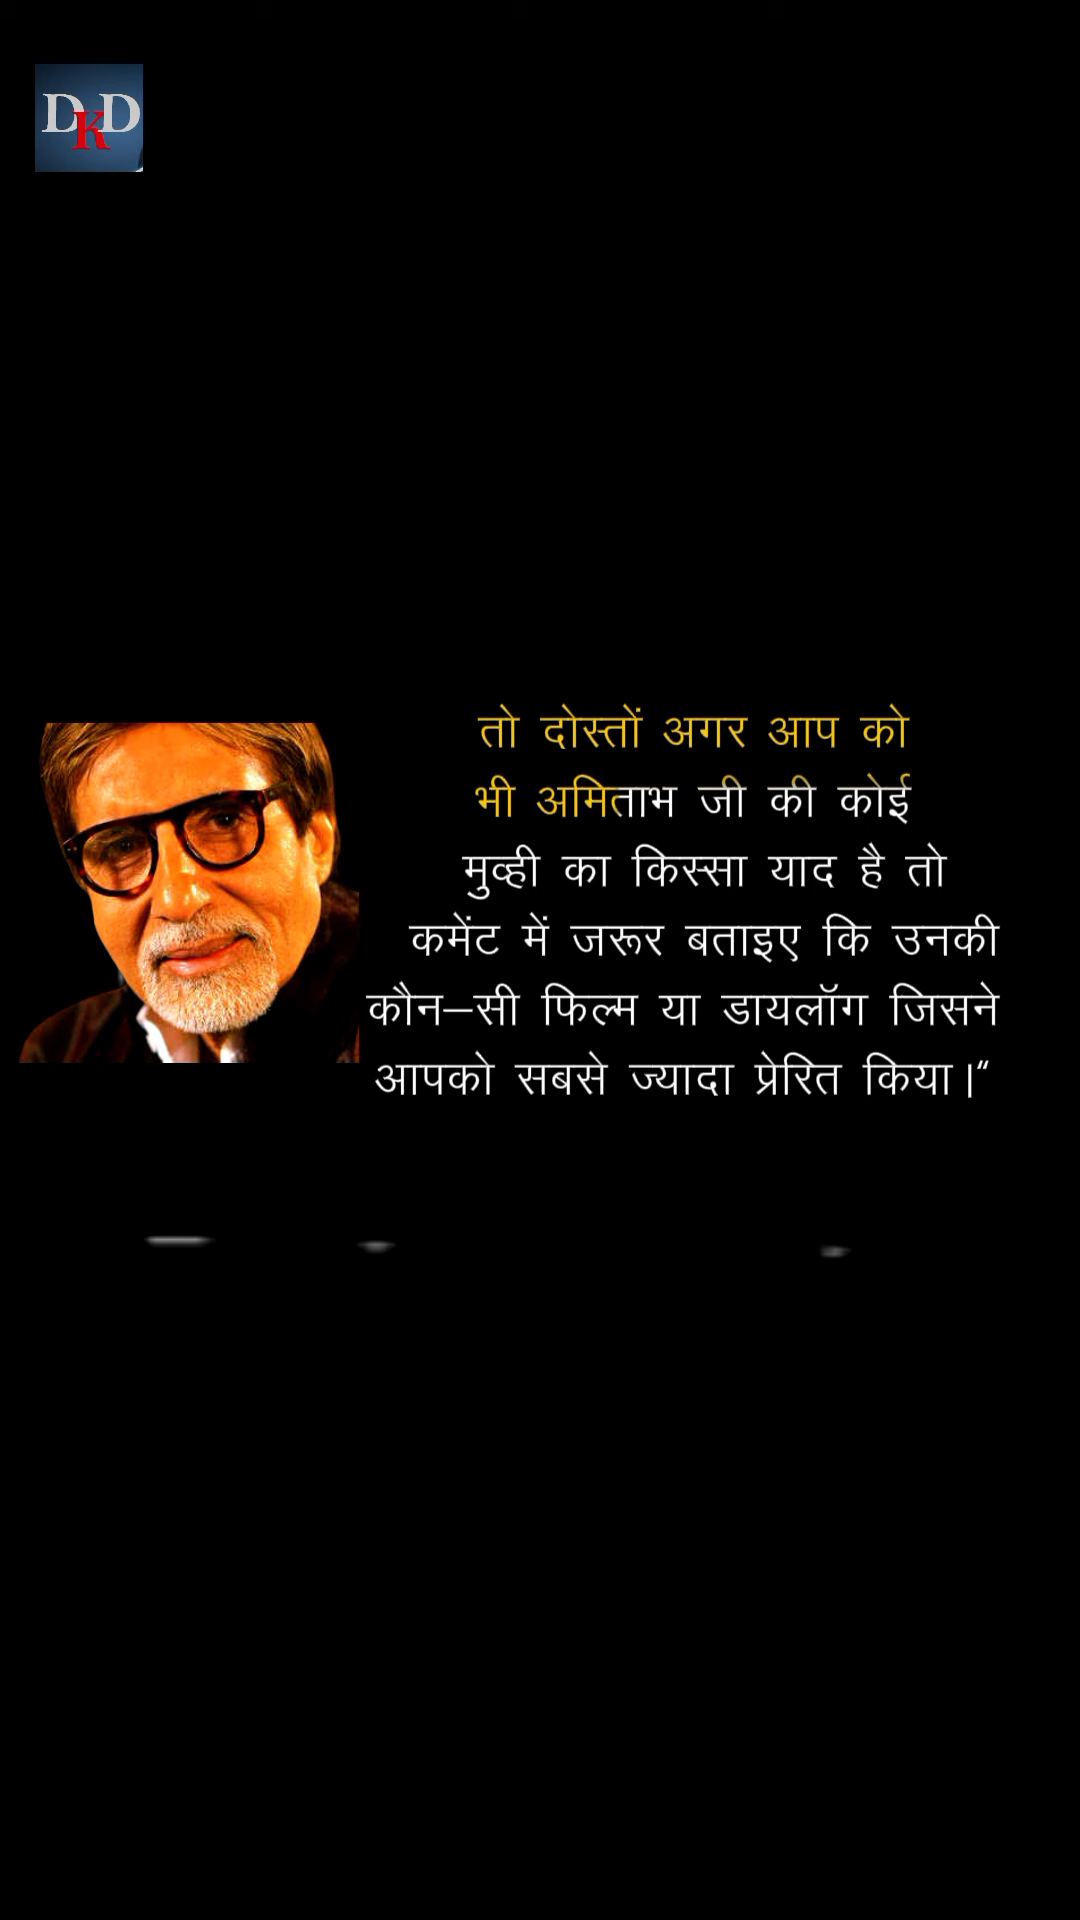 DKD
तो दोस्तों अगर आप को
भी अमिताभ जी की कोई
मुव्ही का किस्सा याद है तो
कमेंट में जरूर बताइए कि उनकी
कौन–सी फिल्म या डायलॉग जिसने
आपको सबसे ज्यादा प्रेरित किया।“